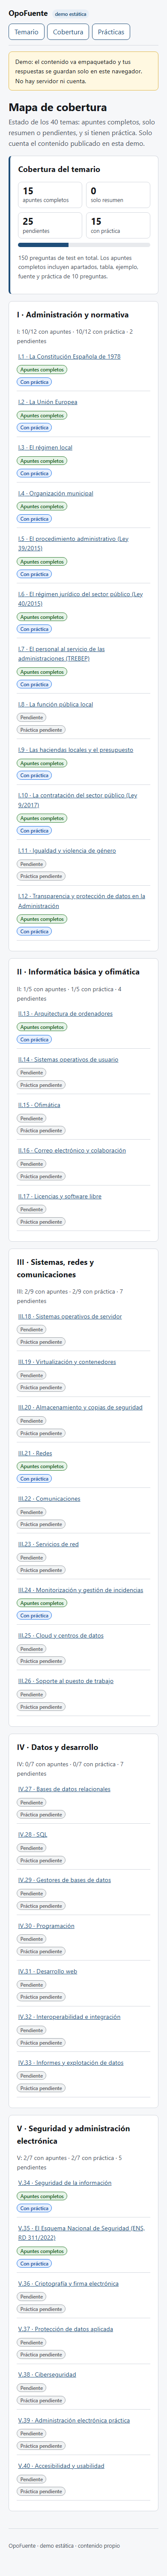 OpoFuente demo estática
Temario
Cobertura
Prácticas
Demo: el contenido va empaquetado y tus
respuestas se guardan solo en este navegador.
No hay servidor ni cuenta.
Mapa de cobertura
Estado de los 40 temas: apuntes completos, solo
resumen o pendientes, y si tienen práctica. Solo
cuenta el contenido publicado en esta demo.
Cobertura del temario
15
apuntes completos
0
solo resumen
25
pendientes
15
con práctica
150 preguntas de test en total. Los apuntes
completos incluyen apartados, tabla, ejemplo,
fuente y práctica de 10 preguntas.
I · Administración y normativa
I: 10/12 con apuntes · 10/12 con práctica · 2
pendientes
I.1 · La Constitución Española de 1978
Apuntes completos
Con práctica
I.2 · La Unión Europea
Apuntes completos
Con práctica
I.3 · El régimen local
Apuntes completos
Con práctica
I.4 · Organización municipal
Apuntes completos
Con práctica
I.5 · El procedimiento administrativo (Ley
39/2015)
Apuntes completos
Con práctica
I.6 · El régimen jurídico del sector público (Ley
40/2015)
Apuntes completos
Con práctica
I.7 · El personal al servicio de las
administraciones (TREBEP)
Apuntes completos
Con práctica
I.8 · La función pública local
Pendiente
Práctica pendiente
I.9 · Las haciendas locales y el presupuesto
Apuntes completos
Con práctica
I.10 · La contratación del sector público (Ley
9/2017)
Apuntes completos
Con práctica
I.11 · Igualdad y violencia de género
Pendiente
Práctica pendiente
I.12 · Transparencia y protección de datos en la
Administración
Apuntes completos
Con práctica
II · Informática básica y ofimática
II: 1/5 con apuntes · 1/5 con práctica · 4
pendientes
II.13 · Arquitectura de ordenadores
Apuntes completos
Con práctica
II.14 · Sistemas operativos de usuario
Pendiente
Práctica pendiente
II.15 · Ofimática
Pendiente
Práctica pendiente
II.16 · Correo electrónico y colaboración
Pendiente
Práctica pendiente
II.17 · Licencias y software libre
Pendiente
Práctica pendiente
III · Sistemas, redes y
comunicaciones
III: 2/9 con apuntes · 2/9 con práctica · 7
pendientes
III.18 · Sistemas operativos de servidor
Pendiente
Práctica pendiente
III.19 · Virtualización y contenedores
Pendiente
Práctica pendiente
III.20 · Almacenamiento y copias de seguridad
Pendiente
Práctica pendiente
III.21 · Redes
Apuntes completos
Con práctica
III.22 · Comunicaciones
Pendiente
Práctica pendiente
III.23 · Servicios de red
Pendiente
Práctica pendiente
III.24 · Monitorización y gestión de incidencias
Apuntes completos
Con práctica
III.25 · Cloud y centros de datos
Pendiente
Práctica pendiente
III.26 · Soporte al puesto de trabajo
Pendiente
Práctica pendiente
IV · Datos y desarrollo
IV: 0/7 con apuntes · 0/7 con práctica · 7
pendientes
IV.27 · Bases de datos relacionales
Pendiente
Práctica pendiente
IV.28 · SQL
Pendiente
Práctica pendiente
IV.29 · Gestores de bases de datos
Pendiente
Práctica pendiente
IV.30 · Programación
Pendiente
Práctica pendiente
IV.31 · Desarrollo web
Pendiente
Práctica pendiente
IV.32 · Interoperabilidad e integración
Pendiente
Práctica pendiente
IV.33 · Informes y explotación de datos
Pendiente
Práctica pendiente
V · Seguridad y administración
electrónica
V: 2/7 con apuntes · 2/7 con práctica · 5
pendientes
V.34 · Seguridad de la información
Apuntes completos
Con práctica
V.35 · El Esquema Nacional de Seguridad (ENS,
RD 311/2022)
Apuntes completos
Con práctica
V.36 · Criptografía y firma electrónica
Pendiente
Práctica pendiente
V.37 · Protección de datos aplicada
Pendiente
Práctica pendiente
V.38 · Ciberseguridad
Pendiente
Práctica pendiente
V.39 · Administración electrónica práctica
Pendiente
Práctica pendiente
V.40 · Accesibilidad y usabilidad
Pendiente
Práctica pendiente
OpoFuente · demo estática · contenido propio